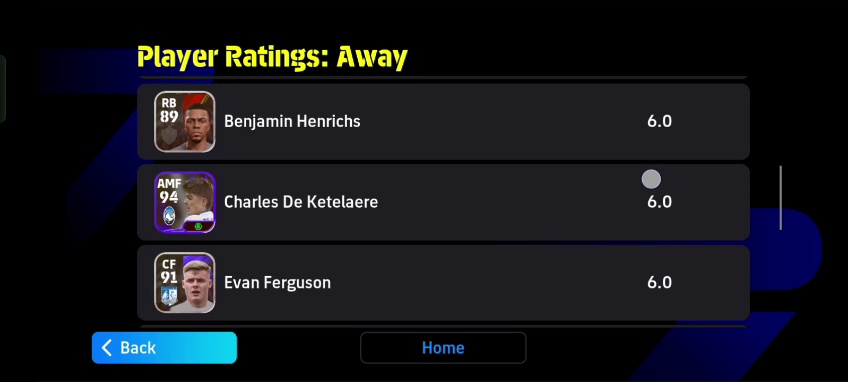 Player Ratings: Away
RB
89
Benjamin Henrichs
6.0
AMF
94
Charles De Ketelaere
6.0
CF
91
Evan Ferguson
6.0
Back
Home